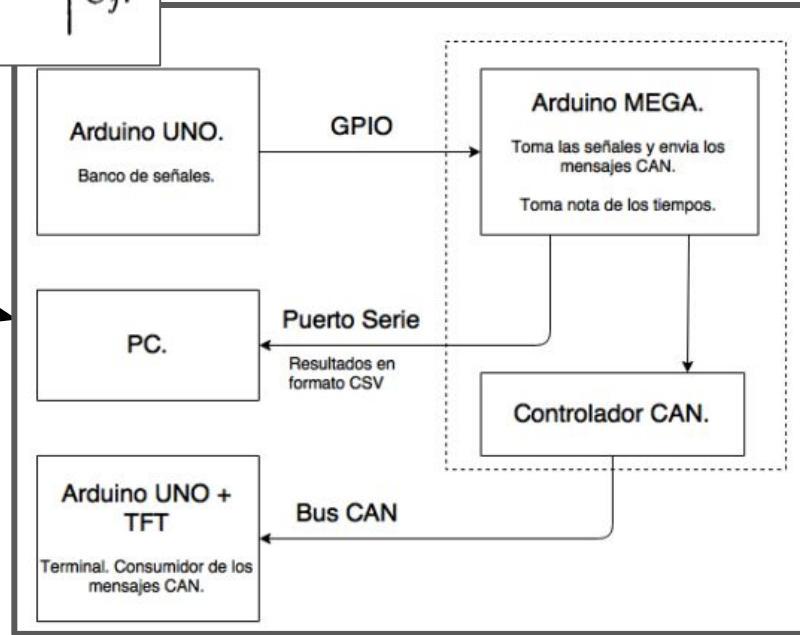 Arduino UNO.
Banco de señales.
GPIO
Arduino MEGA.
Toma las señales y envia los
mensajes CAN.
Toma nota de los tiempos.
PC.
Puerto Serie
Resultados en
formato CSV
Controlador CAN.
Arduino UNO +
TFT
Terminal. Consumidor de los
mensajes CAN.
Bus CAN